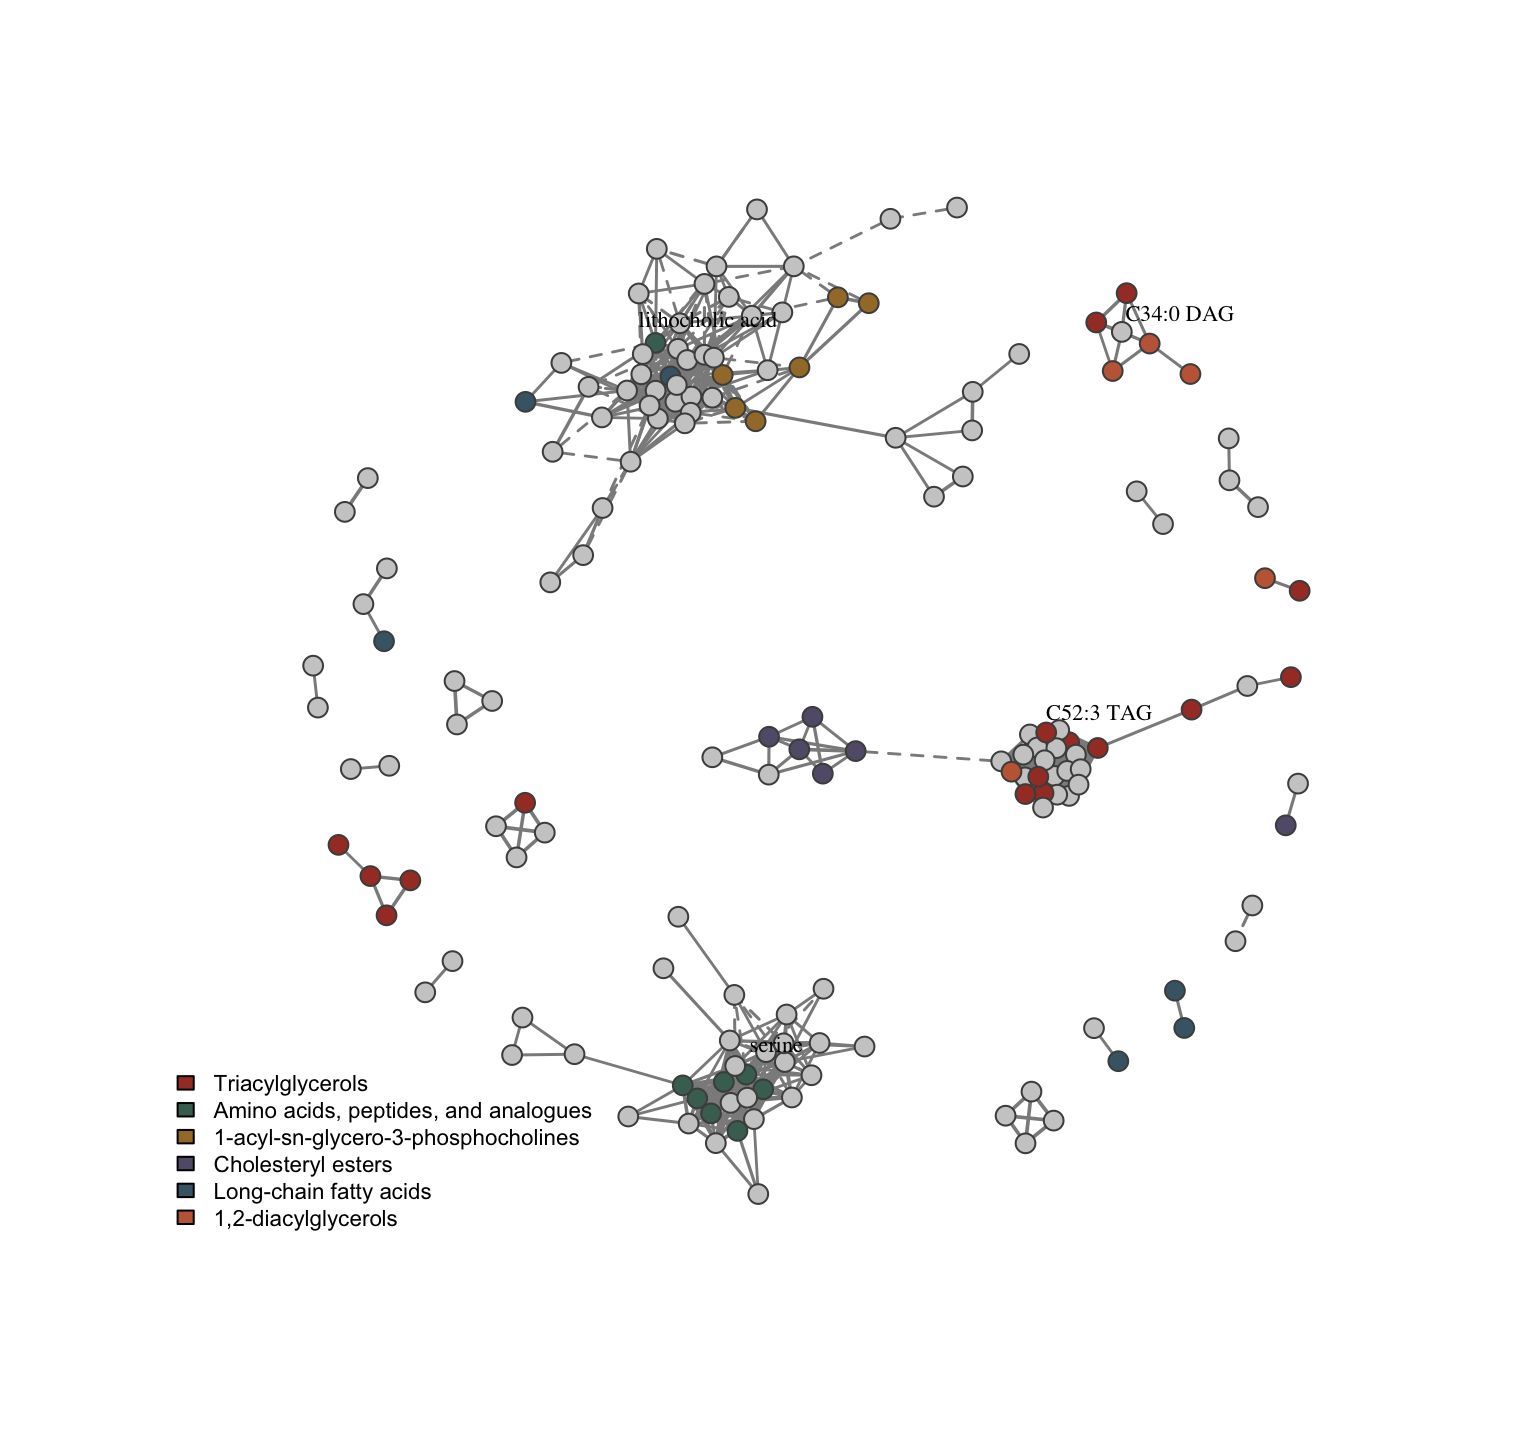 C34:0 DAG
lithocholic acid
C52:3 TAG
serine
Triacylglycerols
Amino acids, peptides, and analogues
1-acyl-sn-glycero-3-phosphocholines
Cholesteryl esters
Long-chain fatty acids
1,2-diacylglycerols